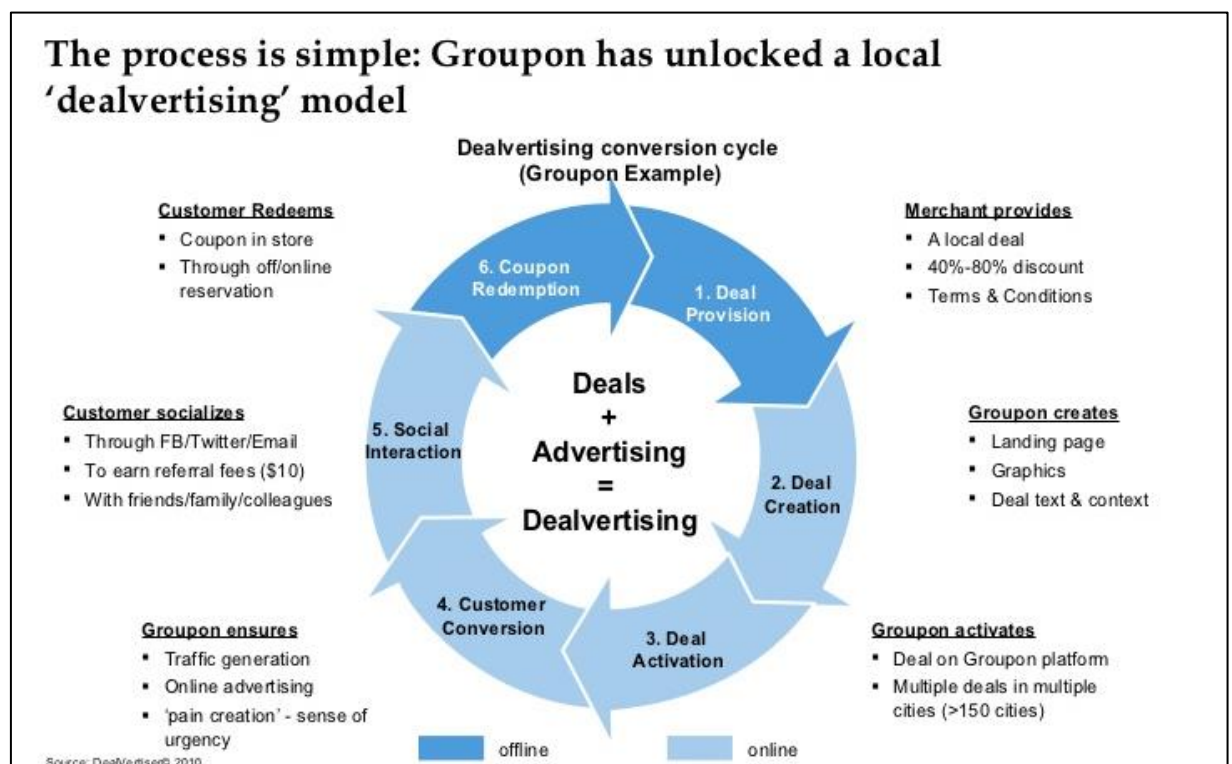 The process is simple: Groupon has unlocked a local
‘dealvertising’ model
Dealvertising conversion cycle
(Groupon Example)
Customer Redeems
▪ Coupon in store
▪ Through off/online
reservation
Merchant provides
▪ A local deal
▪ 40%-80% discount
▪ Terms & Conditions
6. Coupon
Redemption
1. Deal
Provision
Deals
+
Advertising
=
Dealvertising
Customer socializes
▪ Through FB/Twitter/Email
▪ To earn referral fees ($10)
▪ With friends/family/colleagues
5. Social
Interaction
2. Deal
Creation
Groupon creates
▪ Landing page
▪ Graphics
▪ Deal text & context
Groupon ensures
▪ Traffic generation
▪ Online advertising
▪ ‘pain creation’ - sense of
urgency
4. Customer
Conversion
3. Deal
Activation
Groupon activates
▪ Deal on Groupon platform
▪ Multiple deals in multiple
cities (>150 cities)
offline
online
Source: DealVertiser© 2010